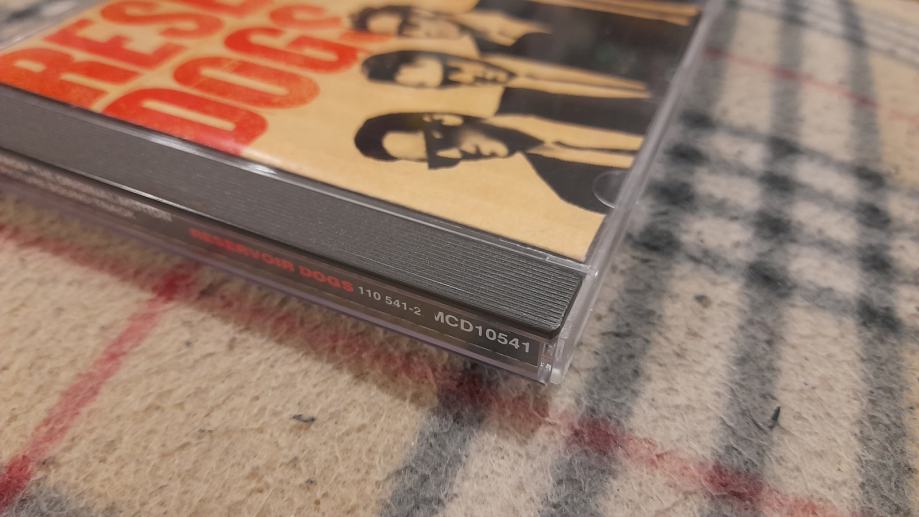 RESE
DOGS
RESERVOIR DOGS 110 541-2 MCD10541